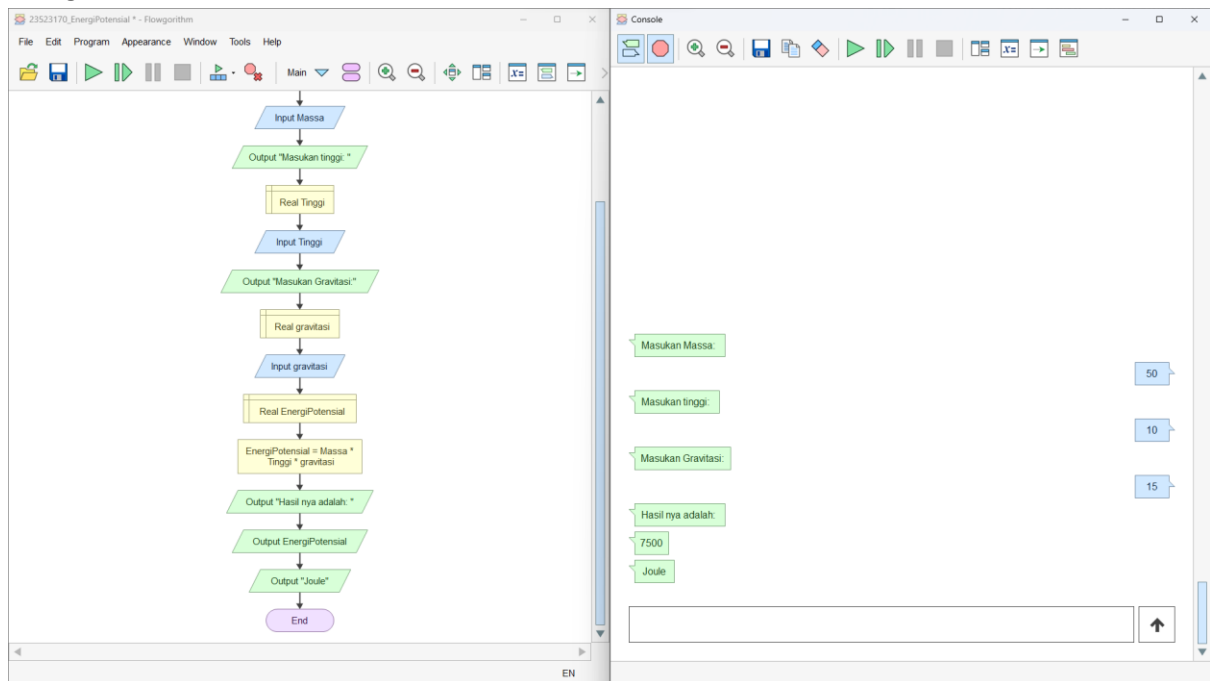 23523170_EnergiPotensial * - Flowgorithm
File Edit Program Appearance Window Tools Help
Main
x=
Input Massa
Output "Masukan tinggi: "
Real Tinggi
Input Tinggi
Output "Masukan Gravitasi:"
Real gravitasi
Input gravitasi
Real EnergiPotensial
EnergiPotensial = Massa *
Tinggi * gravitasi
Output "Hasil nya adalah: "
Output EnergiPotensial
Output "Joule"
End
EN
Console
x=
Masukan Massa:
50
Masukan tinggi:
10
Masukan Gravitasi:
15
Hasil nya adalah:
7500
Joule